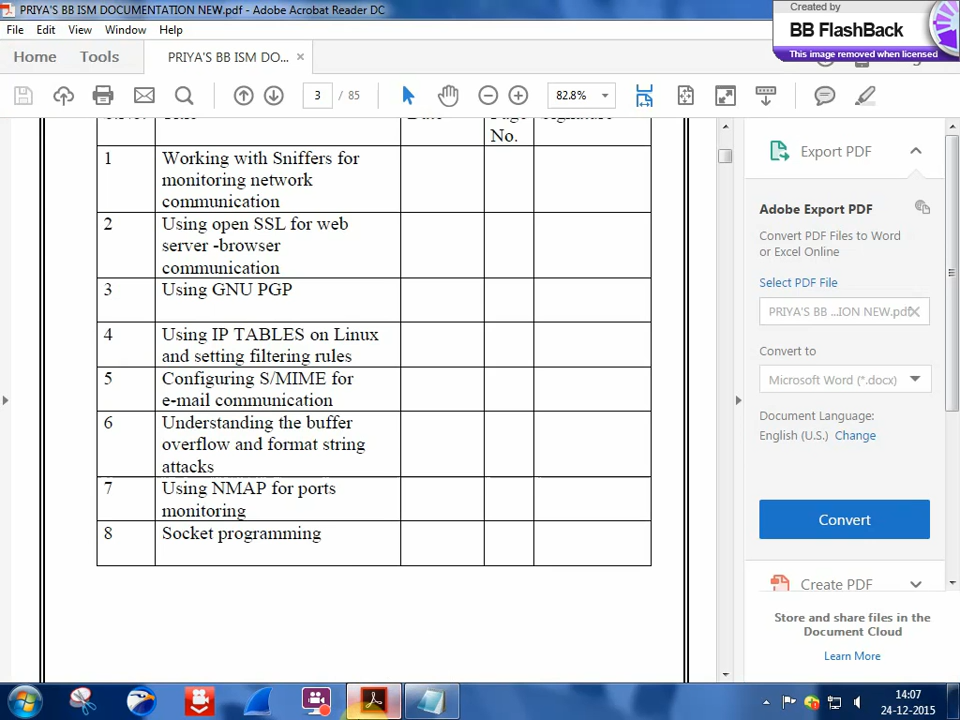 PRIYA'S BB ISM DOCUMENTATION NEW.pdf - Adobe Acrobat Reader DC
Created by
BB FlashBack
This image removed when licensed
File Edit View Window Help
Home Tools PRIYA'S BB ISM DO... ×
3 / 85 82.8%
No.
1 Working with Sniffers for
monitoring network
communication
2 Using open SSL for web
server -browser
communication
3 Using GNU PGP
4 Using IP TABLES on Linux
and setting filtering rules
5 Configuring S/MIME for
e-mail communication
6 Understanding the buffer
overflow and format string
attacks
7 Using NMAP for ports
monitoring
8 Socket programming
Export PDF
Adobe Export PDF
Convert PDF Files to Word
or Excel Online
Select PDF File
PRIYA'S BB ...ION NEW.pdf
Convert to
Microsoft Word (*.docx)
Document Language:
English (U.S.) Change
Convert
Create PDF
Store and share files in the
Document Cloud
Learn More
14:07
24-12-2015